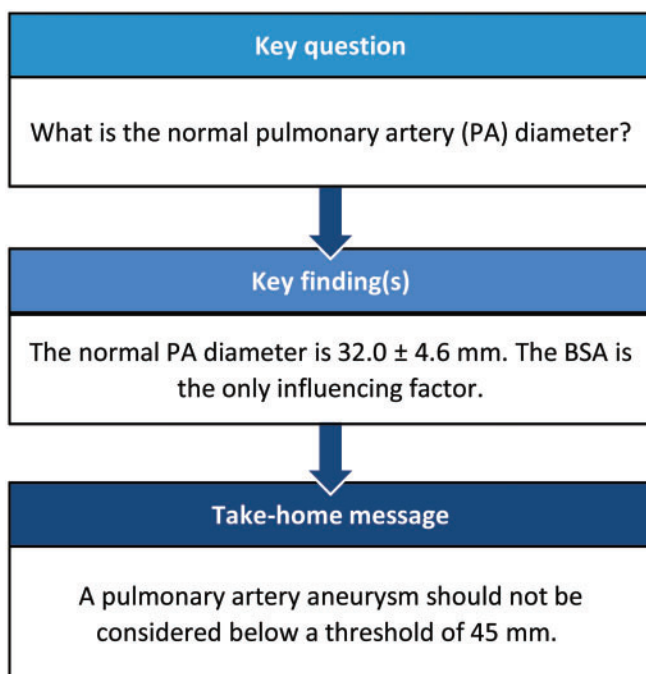 Key question
What is the normal pulmonary artery (PA) diameter?
Key finding(s)
The normal PA diameter is 32.0 ± 4.6 mm. The BSA is
the only influencing factor.
Take-home message
A pulmonary artery aneurysm should not be
considered below a threshold of 45 mm.